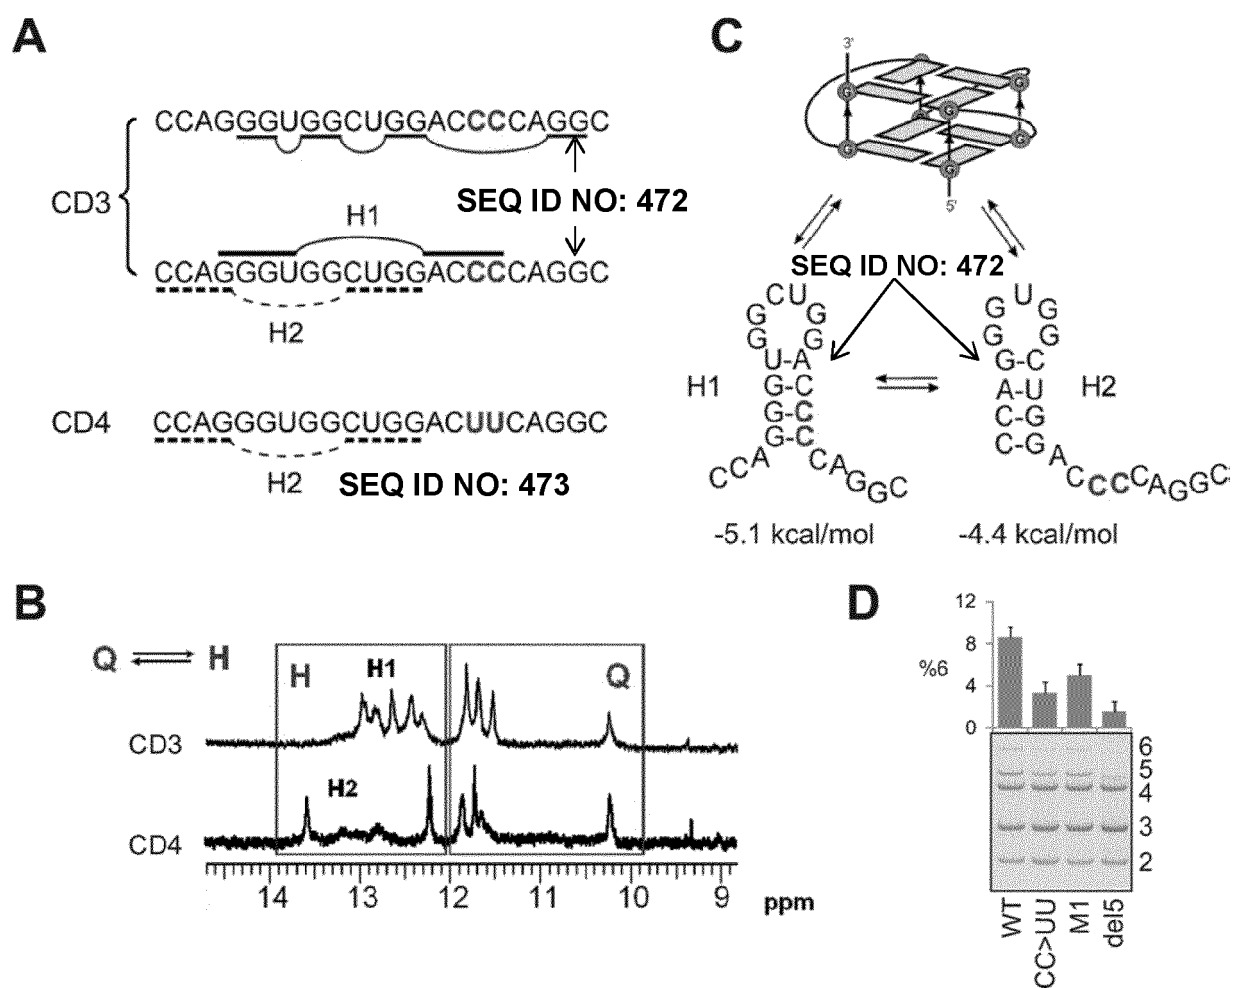 A
CCAGGGUGGCUGGACCCCAGGC
CD3
SEQ ID NO: 472
H1
CCAGGGUGGCUGGACCCCAGGC
H2
CD4
CCAGGGUGGCUGGACUUCAGGC
H2
SEQ ID NO: 473
B
Q H
H H1 Q
CD3
H2
CD4
14 13 12 11 10 9 ppm
C
3'
G G G
G G G
5'
SEQ ID NO: 472
C U
G G
G G
U-A
G-C
G-C
G-C
CCA CAGGC
H1
U
G G
G G
G-C
A-U
C-G
C-G
ACCCCAGGC
H2
-5.1 kcal/mol
-4.4 kcal/mol
D
12
8
4
0
%6
6
5
4
3
2
WT CC>UU M1 del5